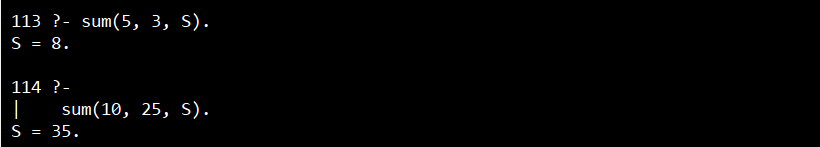 113 ?- sum(5, 3, S).
S = 8.
114 ?-
|    sum(10, 25, S).
S = 35.